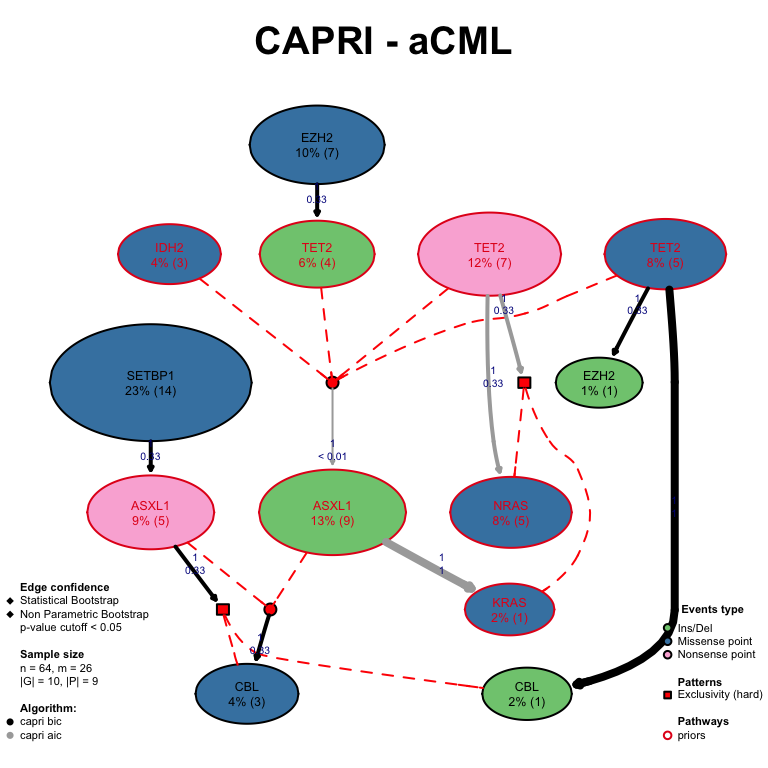 CAPRI - aCML
EZH2
10% (7)
0.33
IDH2
4% (3)
TET2
6% (4)
TET2
12% (7)
TET2
8% (5)
1
0.33
1
0.33
SETBP1
23% (14)
1
0.33
EZH2
1% (1)
0.33
1
< 0.01
ASXL1
9% (5)
ASXL1
13% (9)
NRAS
8% (5)
1
0.33
1
1
KRAS
2% (1)
1
0.33
CBL
4% (3)
CBL
2% (1)
Edge confidence
Statistical Bootstrap
Non Parametric Bootstrap
p-value cutoff < 0.05
Sample size
n = 64, m = 26
|G| = 10, |P| = 9
Algorithm:
capri bic
capri aic
Events type
Ins/Del
Missense point
Nonsense point
Patterns
Exclusivity (hard)
Pathways
priors